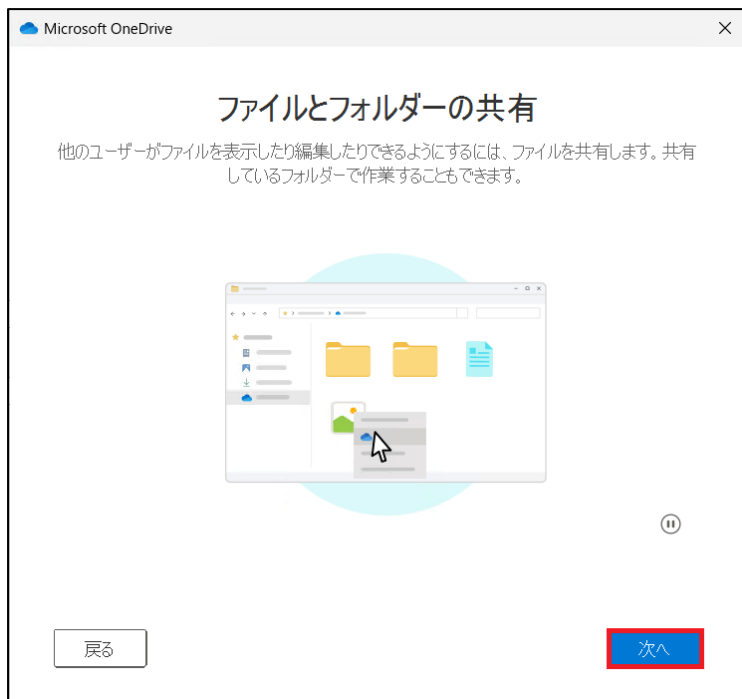 Microsoft OneDrive
ファイルとフォルダーの共有
他のユーザーがファイルを表示したり編集したりできるようにするには、ファイルを共有します。共有
しているフォルダーで作業することもできます。
戻る
次へ